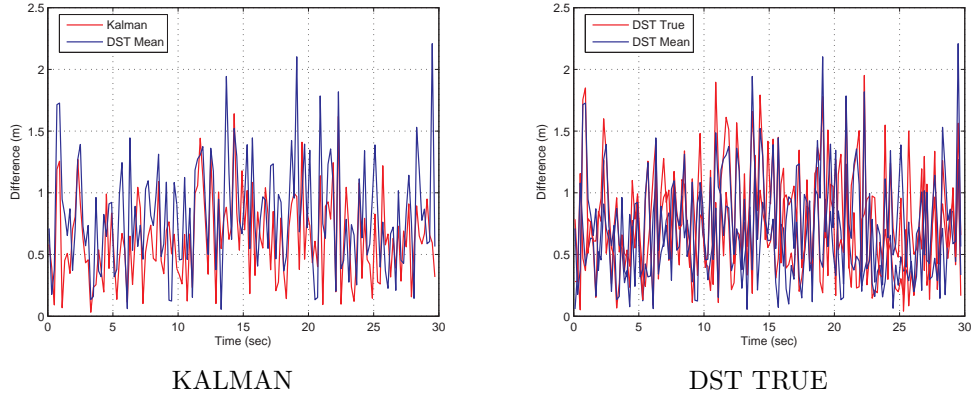 2.5
2
1.5
1
0.5
0
Difference (m)
Kalman
DST Mean
0 5 10 15 20 25 30
Time (sec)
KALMAN
2.5
2
1.5
1
0.5
0
Difference (m)
DST True
DST Mean
0 5 10 15 20 25 30
Time (sec)
DST TRUE